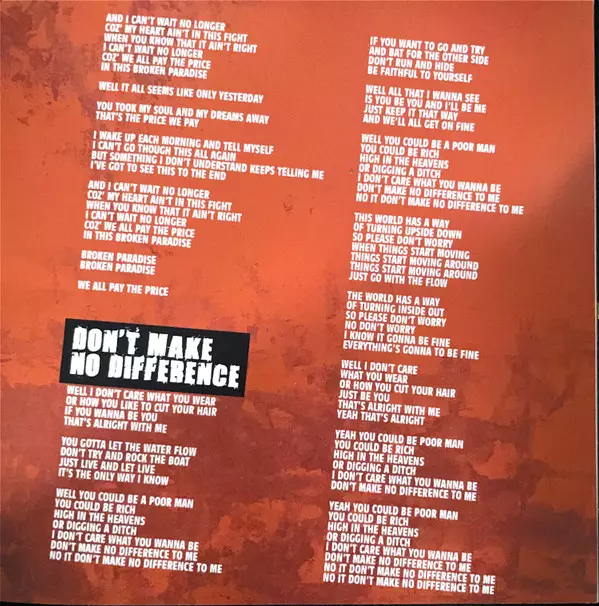 AND I CAN'T WAIT NO LONGER
COZ' MY HEART AIN'T IN THIS FIGHT
WHEN YOU KNOW THAT IT AIN'T RIGHT
I CAN'T WAIT NO LONGER
COZ' WE ALL PAY THE PRICE
IN THIS BROKEN PARADISE
WELL IT ALL SEEMS LIKE ONLY YESTERDAY
YOU TOOK MY SOUL AND MY DREAMS AWAY
THAT'S THE PRICE WE PAY
I WAKE UP EACH MORNING AND TELL MYSELF
I CAN'T GO THOUGH THIS ALL AGAIN
BUT SOMETHING I DON'T UNDERSTAND KEEPS TELLING ME
I'VE GOT TO SEE THIS TO THE END
AND I CAN'T WAIT NO LONGER
COZ' MY HEART AIN'T IN THIS FIGHT
WHEN YOU KNOW THAT IT AIN'T RIGHT
I CAN'T WAIT NO LONGER
COZ' WE ALL PAY THE PRICE
IN THIS BROKEN PARADISE
BROKEN PARADISE
BROKEN PARADISE
WE ALL PAY THE PRICE
DON'T MAKE
NO DIFFERENCE
WELL I DON'T CARE WHAT YOU WEAR
OR HOW YOU LIKE TO CUT YOUR HAIR
IF YOU WANNA BE YOU
THAT'S ALRIGHT WITH ME
YOU GOTTA LET THE WATER FLOW
DON'T TRY AND ROCK THE BOAT
JUST LIVE AND LET LIVE
IT'S THE ONLY WAY I KNOW
WELL YOU COULD BE A POOR MAN
YOU COULD BE RICH
HIGH IN THE HEAVENS
OR DIGGING A DITCH
I DON'T CARE WHAT YOU WANNA BE
DON'T MAKE NO DIFFERENCE TO ME
NO IT DON'T MAKE NO DIFFERENCE TO ME
IF YOU WANT TO GO AND TRY
AND BAT FOR THE OTHER SIDE
DON'T RUN AND HIDE
BE FAITHFUL TO YOURSELF
WELL ALL THAT I WANNA SEE
IS YOU BE YOU AND I'LL BE ME
JUST KEEP IT THAT WAY
AND WE'LL ALL GET ON FINE
WELL YOU COULD BE A POOR MAN
YOU COULD BE RICH
HIGH IN THE HEAVENS
OR DIGGING A DITCH
I DON'T CARE WHAT YOU WANNA BE
DON'T MAKE NO DIFFERENCE TO ME
NO IT DON'T MAKE NO DIFFERENCE TO ME
THIS WORLD HAS A WAY
OF TURNING UPSIDE DOWN
SO PLEASE DON'T WORRY
WHEN THINGS START MOVING
THINGS START MOVING AROUND
THINGS START MOVING AROUND
JUST GO WITH THE FLOW
THE WORLD HAS A WAY
OF TURNING INSIDE OUT
SO PLEASE DON'T WORRY
NO DON'T WORRY
I KNOW IT GONNA BE FINE
EVERYTHING'S GONNA TO BE FINE
WELL I DON'T CARE
WHAT YOU WEAR
OR HOW YOU CUT YOUR HAIR
JUST BE YOU
THAT'S ALRIGHT WITH ME
YEAH THAT'S ALRIGHT
YEAH YOU COULD BE POOR MAN
YOU COULD BE RICH
HIGH IN THE HEAVENS
OR DIGGING A DITCH
I DON'T CARE WHAT YOU WANNA BE
DON'T MAKE NO DIFFERENCE TO ME
YEAH YOU COULD BE POOR MAN
YOU COULD BE RICH
HIGH IN THE HEAVENS
OR DIGGING A DITCH
I DON'T CARE WHAT YOU WANNA BE
DON'T MAKE NO DIFFERENCE TO ME
NO IT DON'T MAKE NO DIFFERENCE TO ME
NO IT DON'T MAKE NO DIFFERENCE TO ME